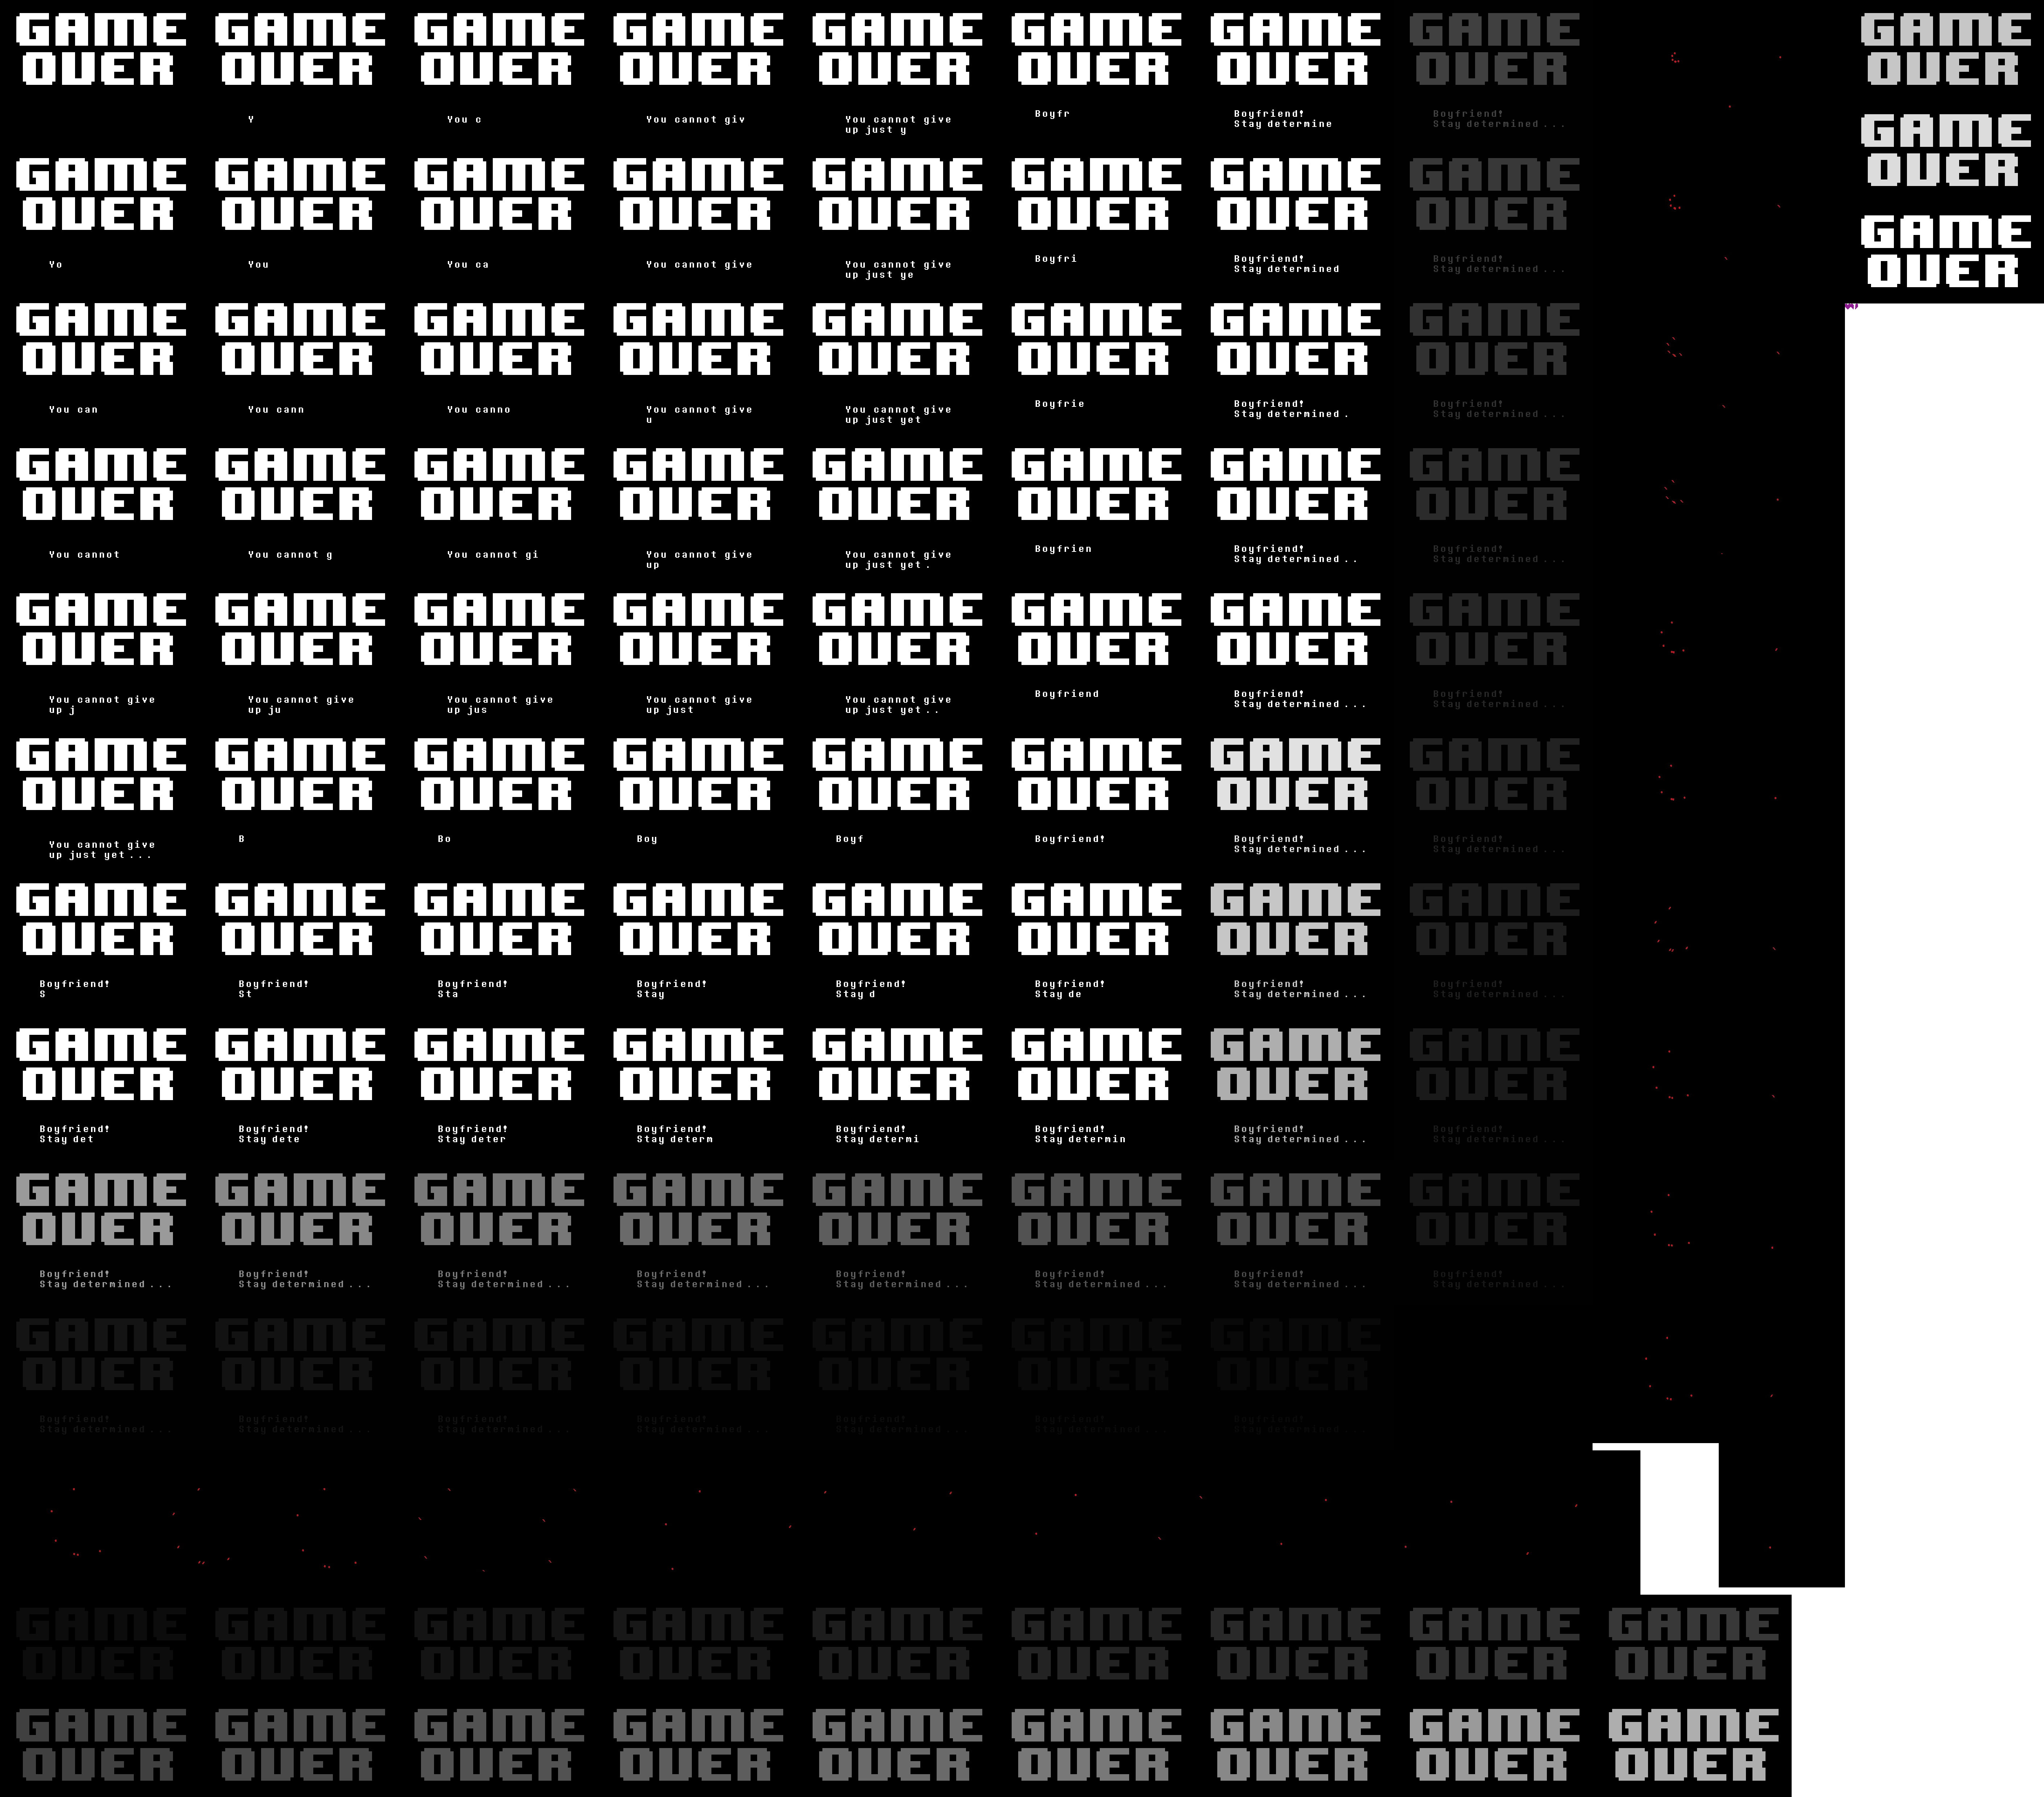 GAME GAME GAME GAME GAME GAME GAME GAME GAME
OVER OVER OVER OVER OVER OVER OVER OVER OVER
Y You c You cannot giv You cannot give Boyfr Boyfriend! Boyfriend!
up just y Stay determine Stay determined...
GAME
OVER
GAME GAME GAME GAME GAME GAME GAME GAME
OVER OVER OVER OVER OVER OVER OVER OVER
GAME
OVER
Yo You You ca You cannot give You cannot give Boyfri Boyfriend! Boyfriend!
up just ye Stay determined Stay determined...
GAME GAME GAME GAME GAME GAME GAME GAME
OVER OVER OVER OVER OVER OVER OVER OVER
You can You cann You canno You cannot give You cannot give Boyfrie Boyfriend! Boyfriend!
u up just yet Stay determined. Stay determined...
GAME GAME GAME GAME GAME GAME GAME GAME
OVER OVER OVER OVER OVER OVER OVER OVER
You cannot You cannot g You cannot gi You cannot give You cannot give Boyfrien Boyfriend! Boyfriend!
up up just yet. Stay determined.. Stay determined...
GAME GAME GAME GAME GAME GAME GAME GAME
OVER OVER OVER OVER OVER OVER OVER OVER
You cannot give You cannot give You cannot give You cannot give You cannot give Boyfriend Boyfriend! Boyfriend!
up j up ju up jus up just up just yet.. Stay determined... Stay determined...
GAME GAME GAME GAME GAME GAME GAME GAME
OVER OVER OVER OVER OVER OVER OVER OVER
You cannot give B Bo Boy Boyf Boyfriend! Boyfriend! Boyfriend!
up just yet... Stay determined... Stay determined...
GAME GAME GAME GAME GAME GAME GAME GAME
OVER OVER OVER OVER OVER OVER OVER OVER
Boyfriend! Boyfriend! Boyfriend! Boyfriend! Boyfriend! Boyfriend! Boyfriend! Boyfriend!
S St Sta Stay Stay d Stay de Stay determined... Stay determined...
GAME GAME GAME GAME GAME GAME GAME GAME
OVER OVER OVER OVER OVER OVER OVER OVER
Boyfriend! Boyfriend! Boyfriend! Boyfriend! Boyfriend! Boyfriend! Boyfriend! Boyfriend!
Stay det Stay dete Stay deter Stay determ Stay determi Stay determin Stay determined... Stay determined...
GAME GAME GAME GAME GAME GAME GAME GAME
OVER OVER OVER OVER OVER OVER OVER OVER
Boyfriend! Boyfriend! Boyfriend! Boyfriend! Boyfriend! Boyfriend! Boyfriend! Boyfriend!
Stay determined... Stay determined... Stay determined... Stay determined... Stay determined... Stay determined... Stay determined... Stay determined...
GAME GAME GAME GAME GAME GAME GAME
OVER OVER OVER OVER OVER OVER OVER
Boyfriend! Boyfriend! Boyfriend! Boyfriend! Boyfriend! Boyfriend! Boyfriend!
Stay determined... Stay determined... Stay determined... Stay determined... Stay determined... Stay determined... Stay determined...
GAME GAME GAME GAME GAME GAME GAME GAME GAME
OVER OVER OVER OVER OVER OVER OVER OVER OVER
GAME GAME GAME GAME GAME GAME GAME GAME GAME
OVER OVER OVER OVER OVER OVER OVER OVER OVER